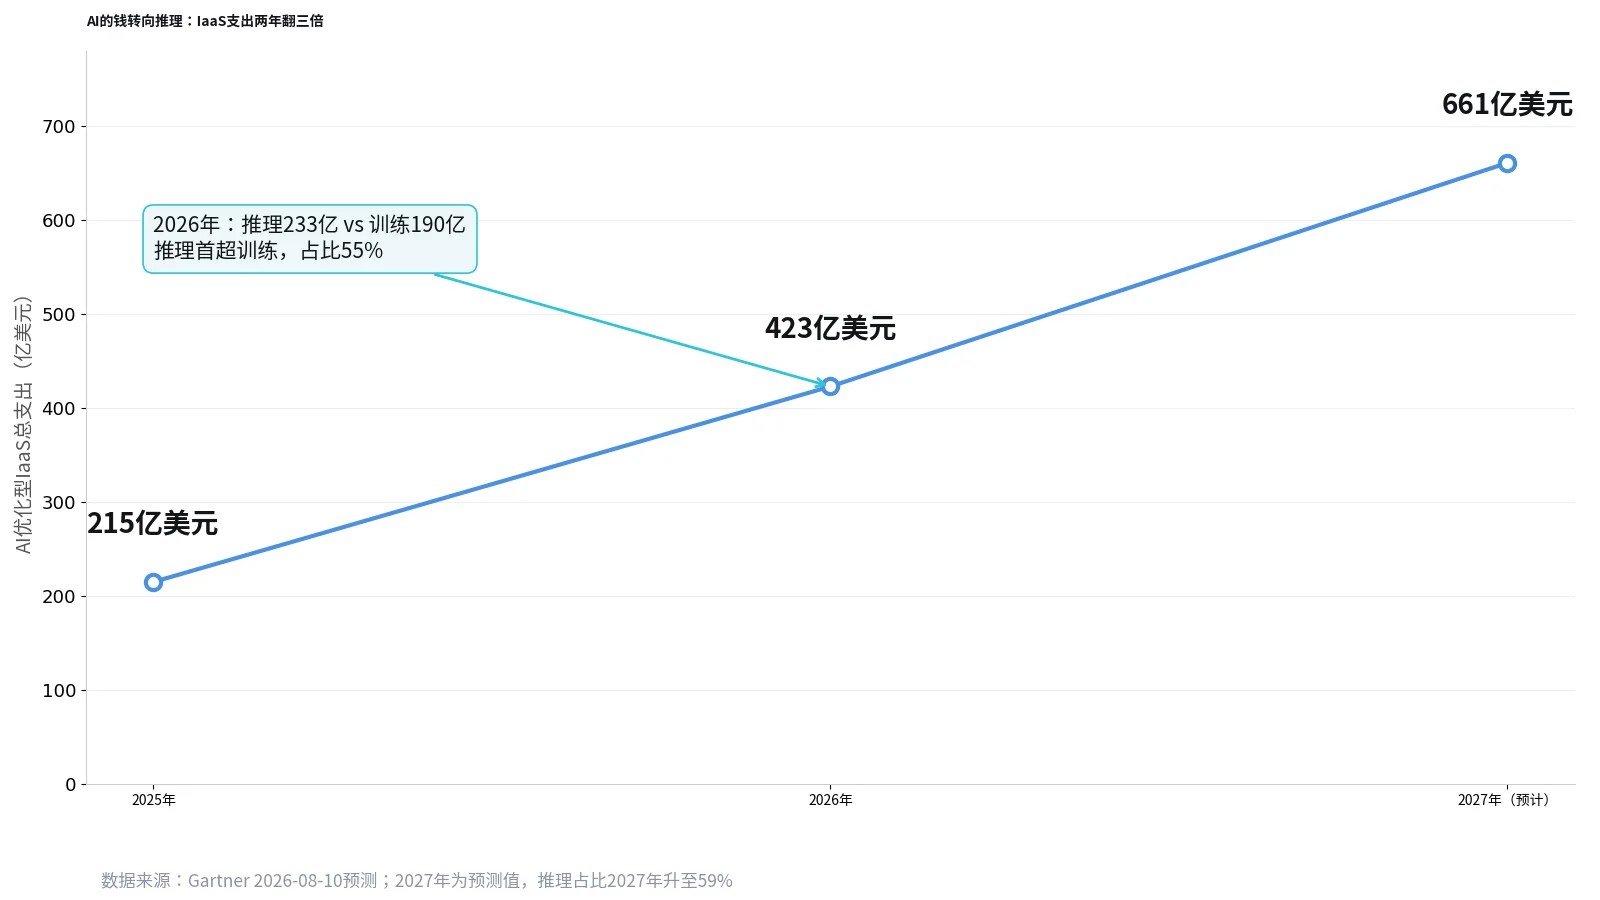 AI的钱转向推理：IaaS支出两年翻三倍
661亿美元
700
2026年：推理233亿 vs 训练190亿
推理首超训练，占比55%
600
500
423亿美元
AI优化型IaaS总支出（亿美元）
400
300
215亿美元
200
100
0
2025年
2026年
2027年（预计）
数据来源：Gartner 2026-08-10预测；2027年为预测值，推理占比2027年升至59%